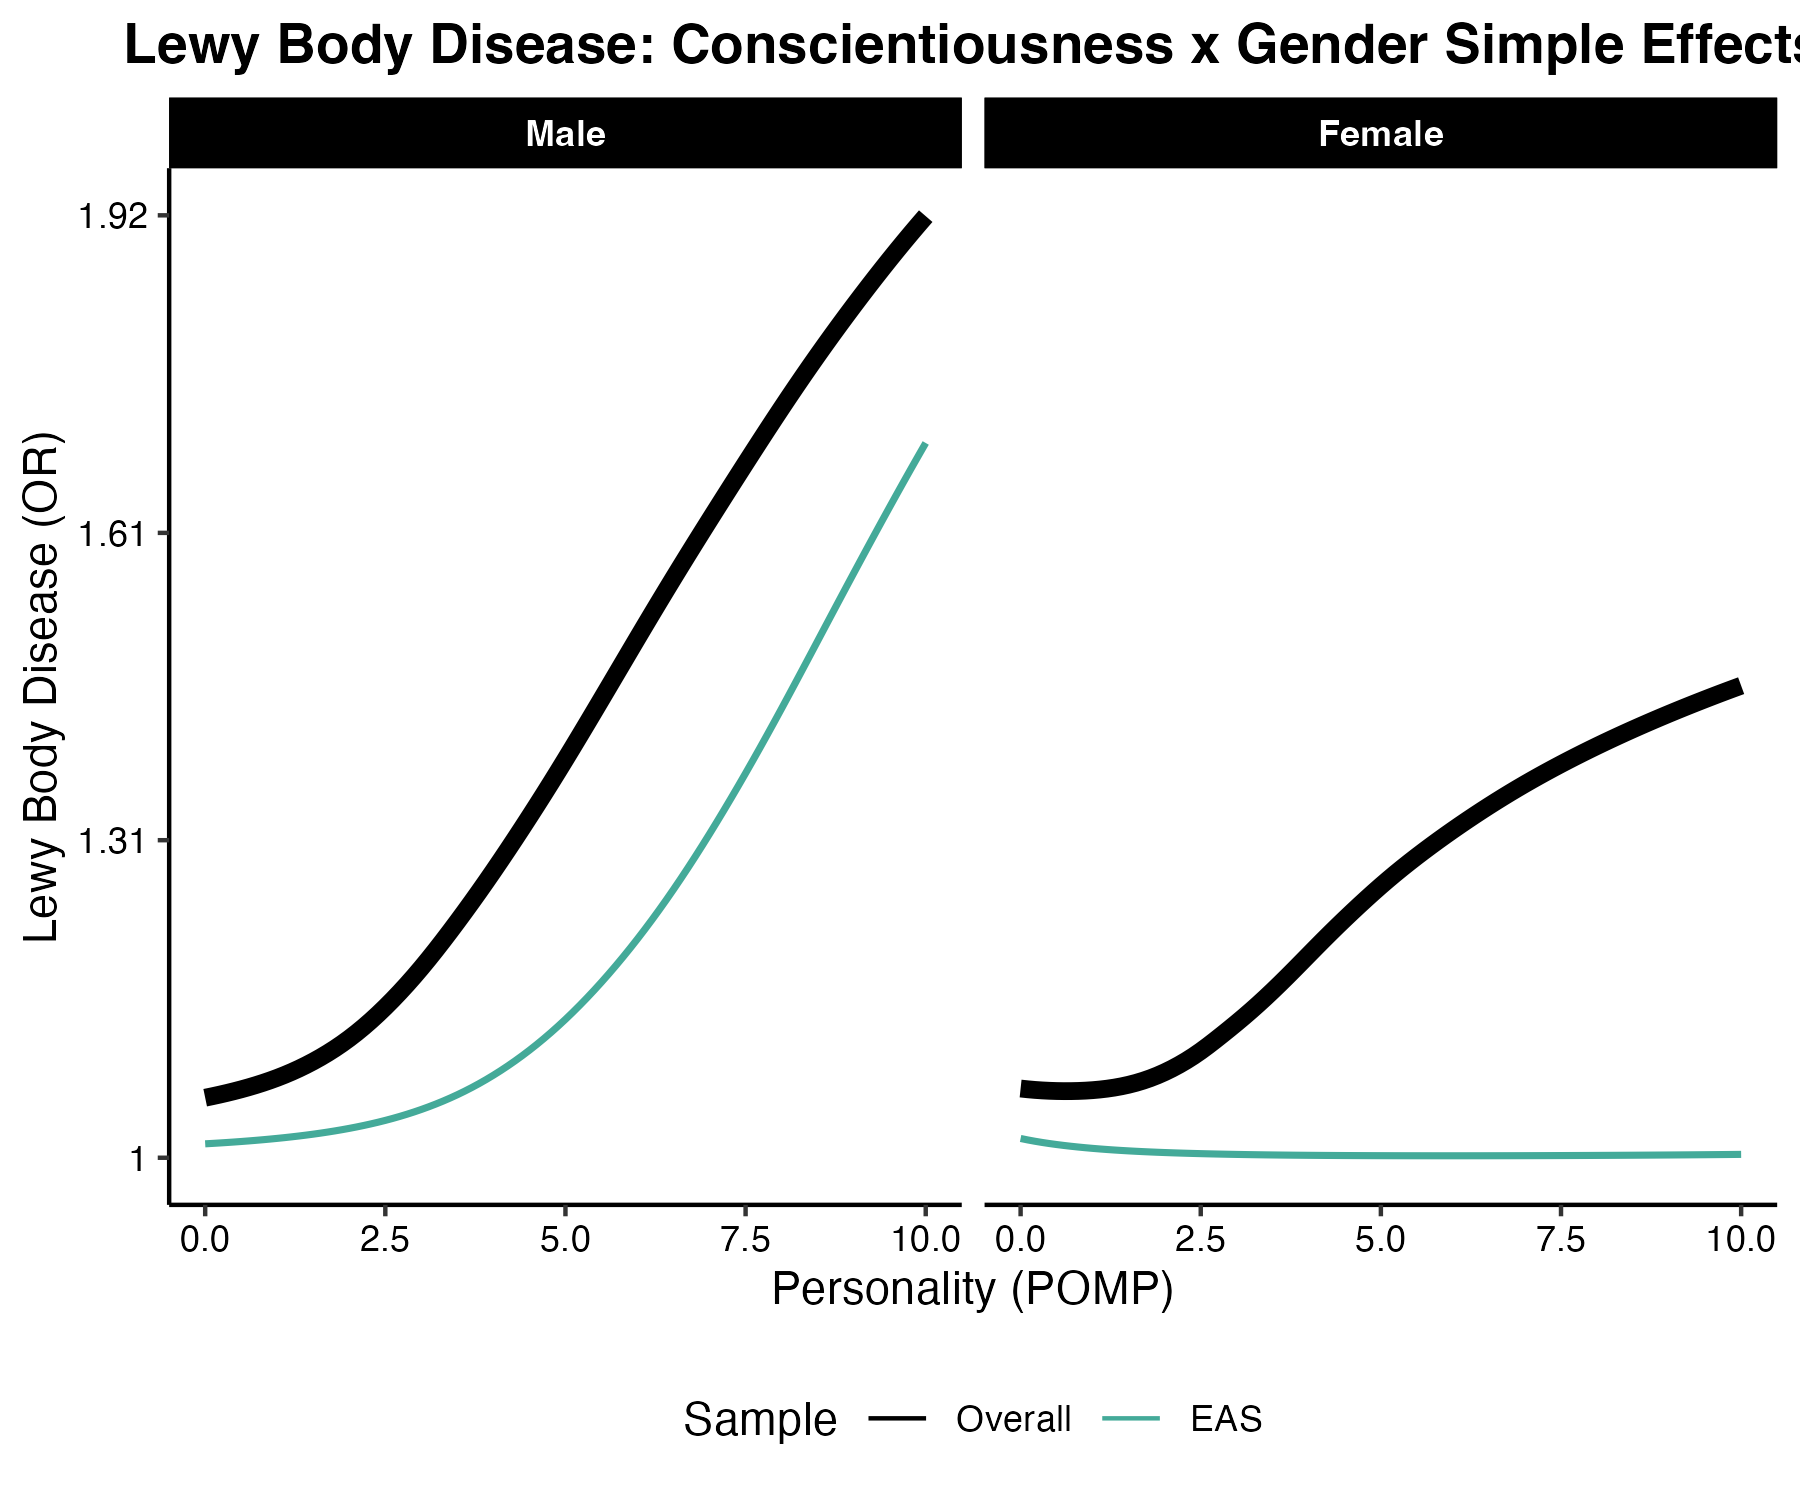 Lewy Body Disease: Conscientiousness x Gender Simple Effects
Male
Female
Lewy Body Disease (OR)
1.92
1.61
1.31
1
0.0 2.5 5.0 7.5 10.0
0.0 2.5 5.0 7.5 10.0
Personality (POMP)
Sample Overall EAS